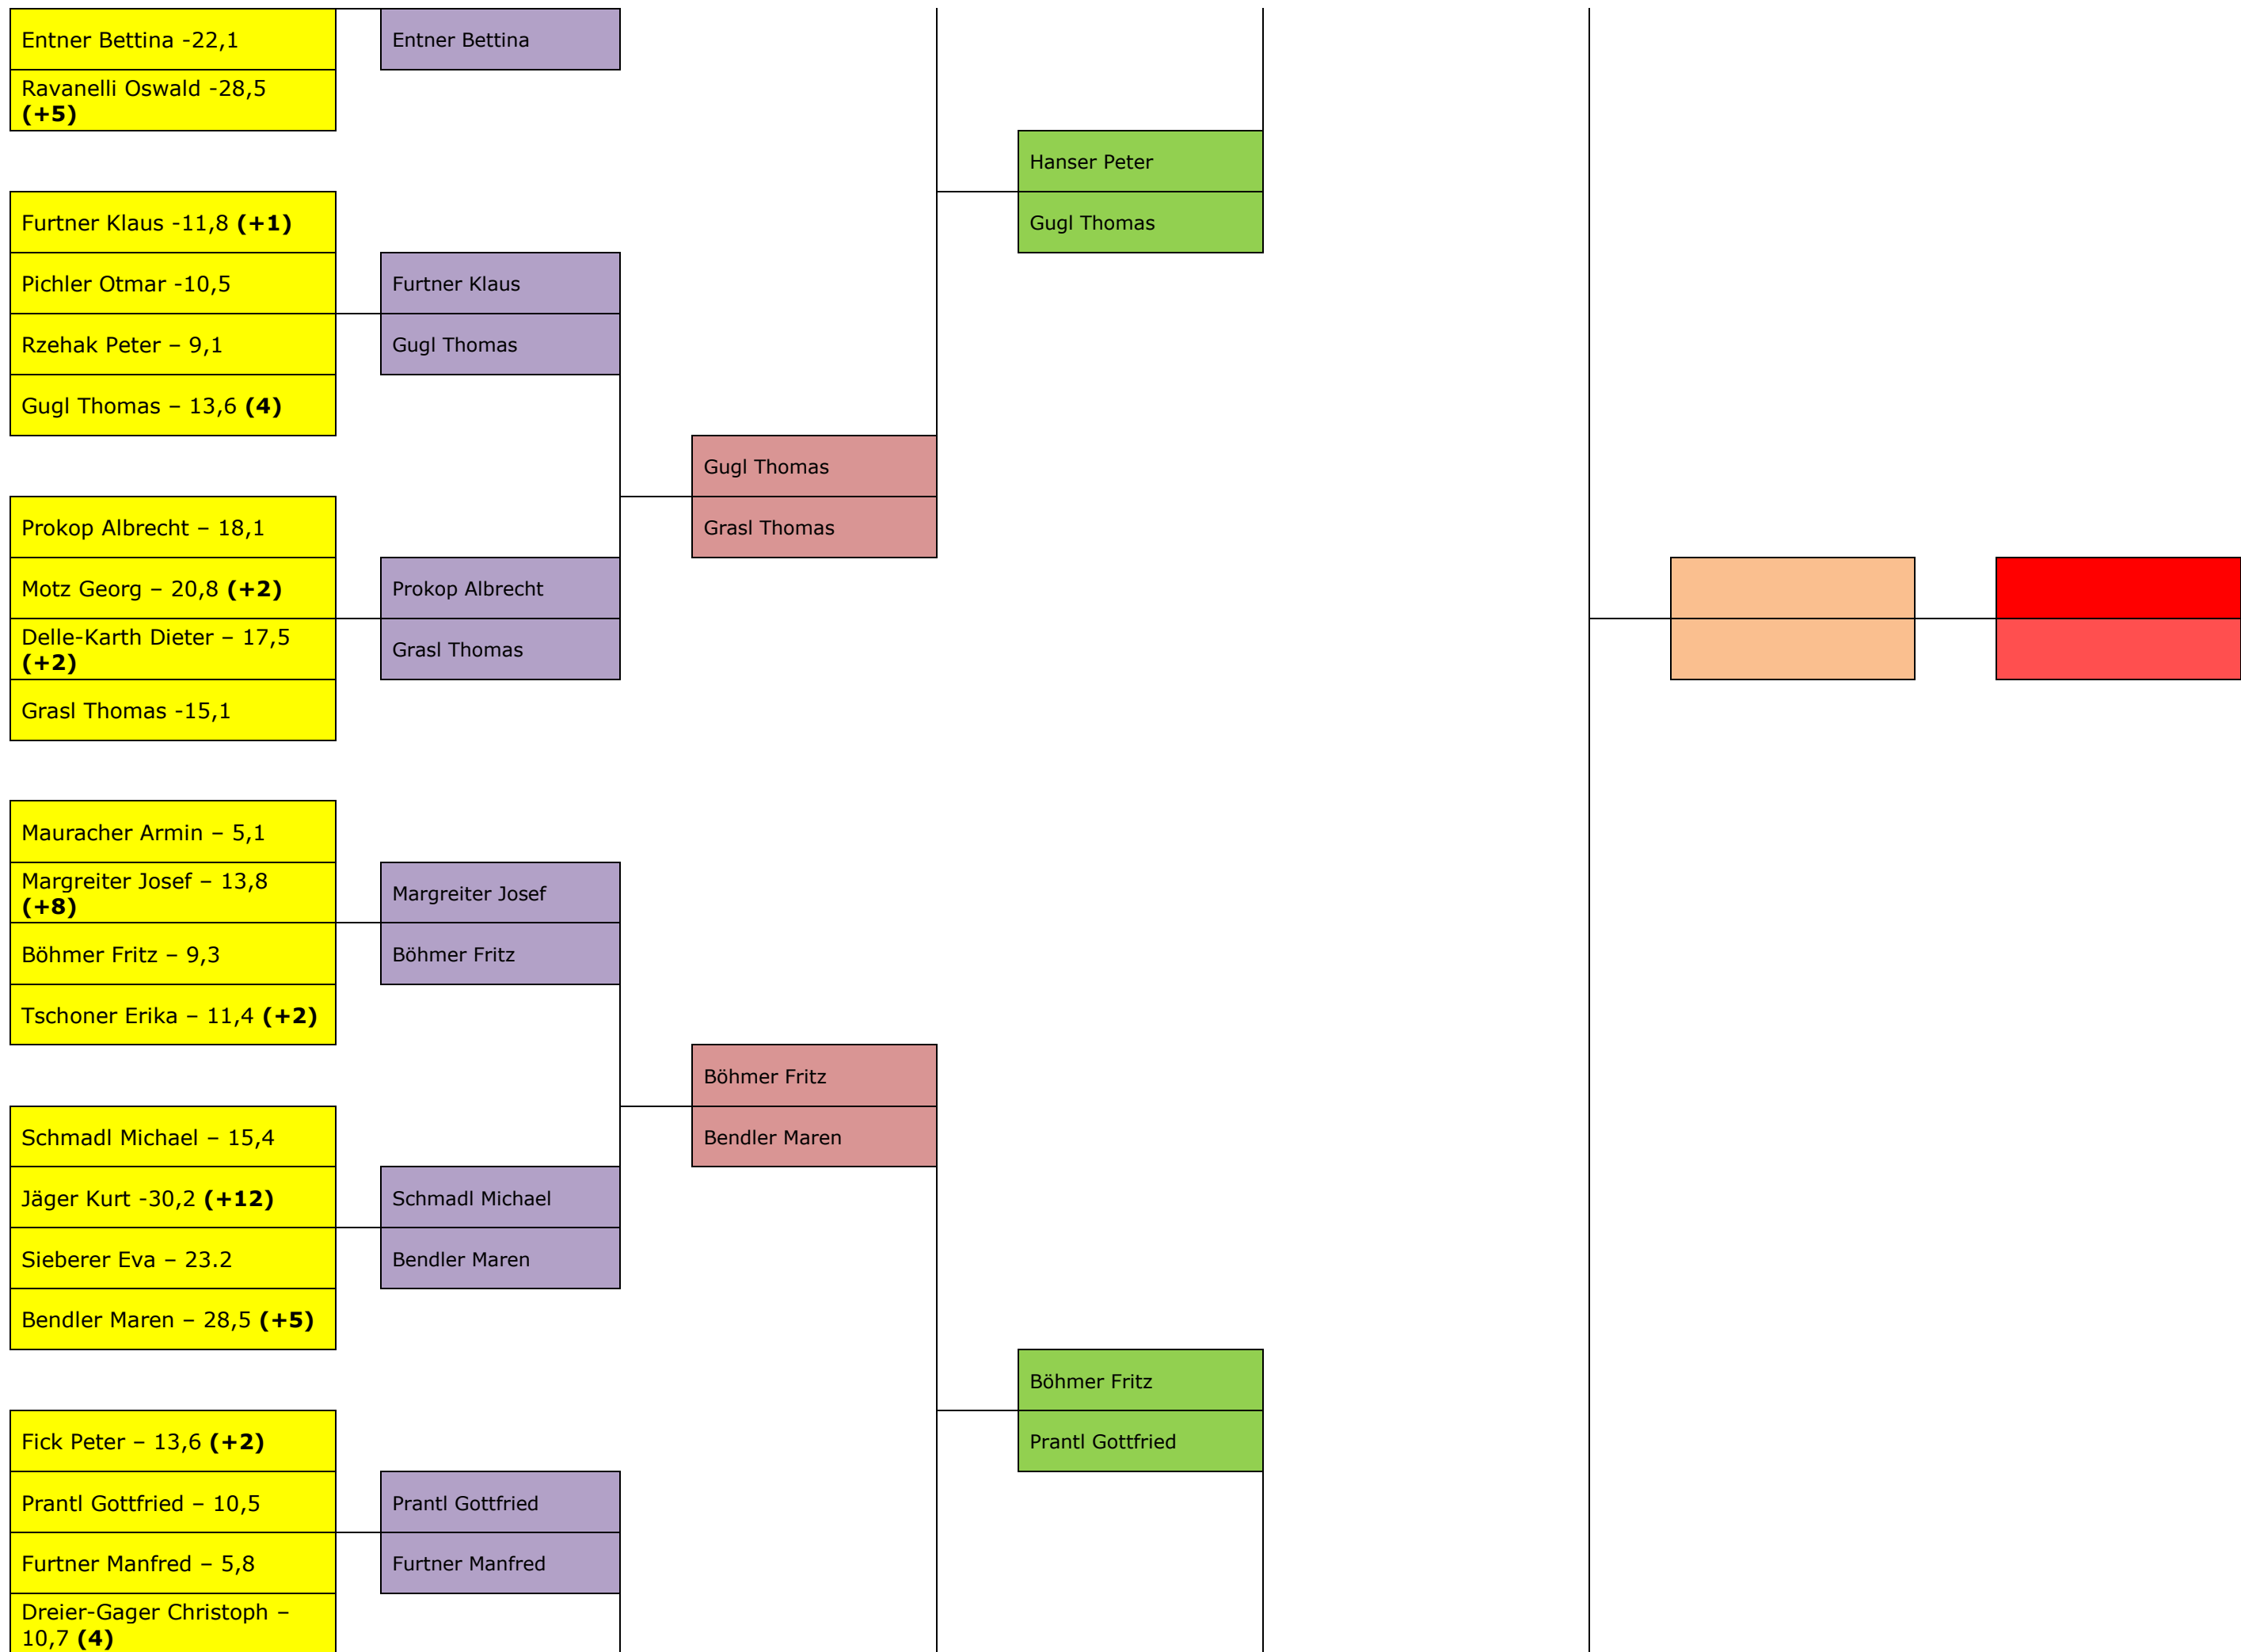 Entner Bettina -22,1
Ravanelli Oswald -28,5
(+5)
Furtner Klaus -11,8 (+1)
Pichler Otmar -10,5
Rzehak Peter – 9,1
Gugl Thomas – 13,6 (4)
Prokop Albrecht – 18,1
Motz Georg – 20,8 (+2)
Delle-Karth Dieter – 17,5
(+2)
Grasl Thomas -15,1
Mauracher Armin – 5,1
Margreiter Josef – 13,8
(+8)
Böhmer Fritz – 9,3
Tschoner Erika – 11,4 (+2)
Schmadl Michael – 15,4
Jäger Kurt -30,2 (+12)
Sieberer Eva – 23.2
Bendler Maren – 28,5 (+5)
Fick Peter – 13,6 (+2)
Prantl Gottfried – 10,5
Furtner Manfred – 5,8
Dreier-Gager Christoph –
10,7 (4)
Entner Bettina
Furtner Klaus
Gugl Thomas
Prokop Albrecht
Grasl Thomas
Margreiter Josef
Böhmer Fritz
Schmadl Michael
Bendler Maren
Prantl Gottfried
Furtner Manfred
Gugl Thomas
Grasl Thomas
Böhmer Fritz
Bendler Maren
Hanser Peter
Gugl Thomas
Böhmer Fritz
Prantl Gottfried